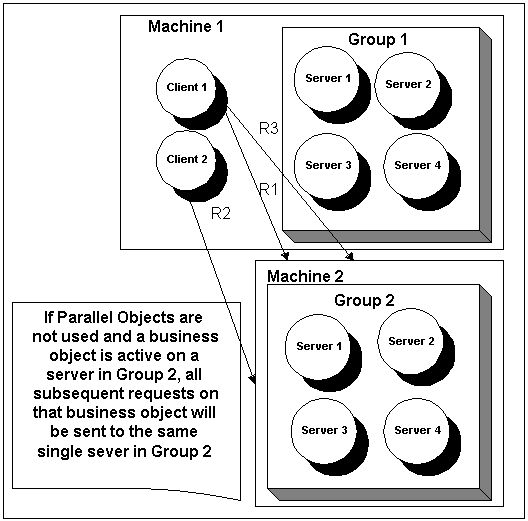 Machine 1
Group 1
Client 1
Server 1
Server 2
Client 2
R3
Server 3
Server 4
R1
R2
Machine 2
Group 2
Server 1
Server 2
Server 3
Server 4
If Parallel Objects are
not used and a business
object is active on a
server in Group 2, all
subsequent requests on
that business object will
be sent to the same
single sever in Group 2